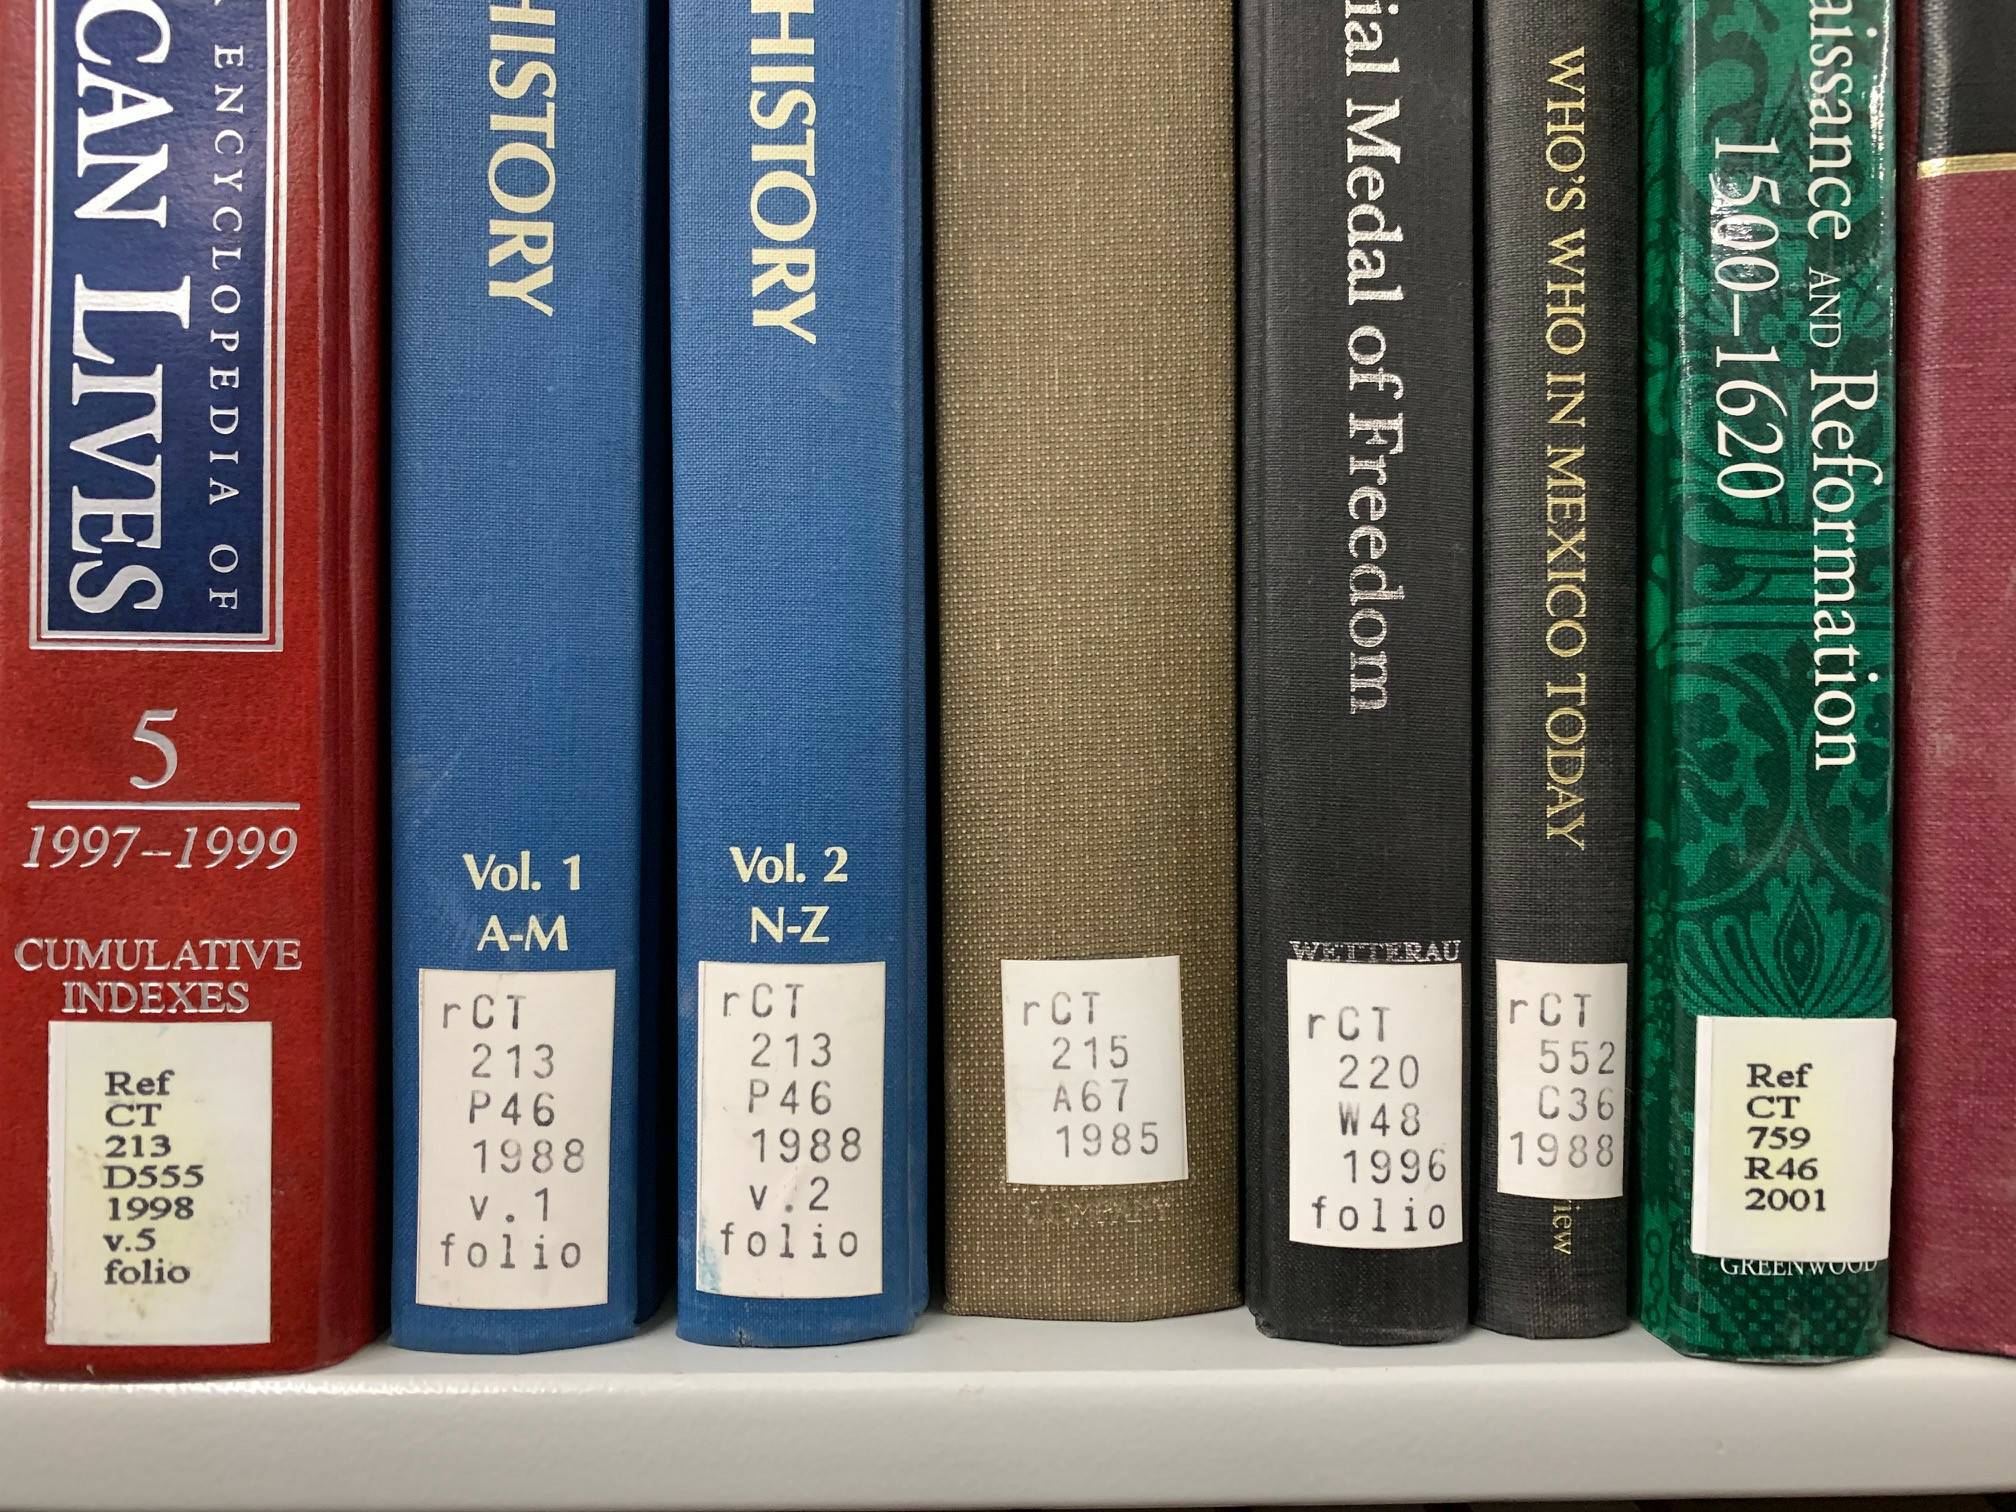 ENCYCLOPEDIA OF
CAN LIVES
5
1997–1999
CUMULATIVE
INDEXES
Ref
CT
213
D555
1998
v.5
folio
HISTORY
Vol. 1
A-M
rCT
213
P46
1988
v.1
folio
HISTORY
Vol. 2
N-Z
rCT
213
P46
1988
v.2
folio
rCT
215
A67
1985
COMPANY
ial Medal of Freedom
WETTERAU
rCT
220
W48
1996
folio
WHO'S WHO IN MEXICO TODAY
rCT
552
C36
1988
iew
aissance AND Reformation
1500–1620
Ref
CT
759
R46
2001
GREENWOOD